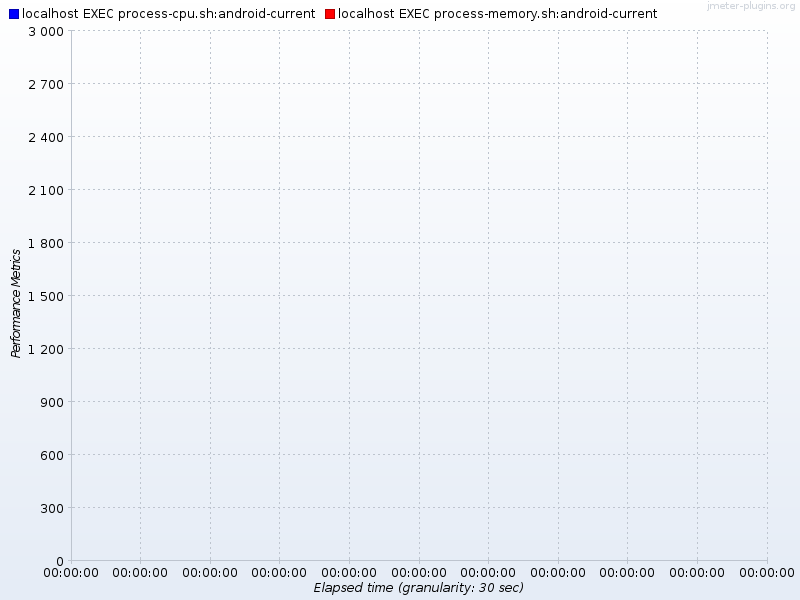 localhost EXEC process-cpu.sh:android-current localhost EXEC process-memory.sh:android-current
jmeter-plugins.org
3 000
2 700
2 400
2 100
1 800
1 500
1 200
900
600
300
0
Performance Metrics
00:00:00 00:00:00 00:00:00 00:00:00 00:00:00 00:00:00 00:00:00 00:00:00 00:00:00 00:00:00 00:00:00
Elapsed time (granularity: 30 sec)